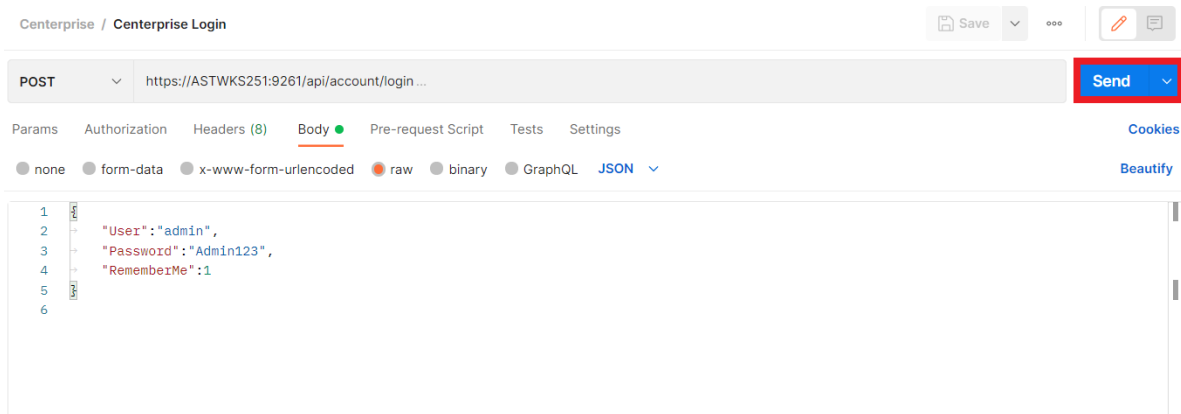 Centerprise / Centerprise Login
Save
POST https://ASTWKS251:9261/api/account/login ...
Send
Params Authorization Headers (8) Body Pre-request Script Tests Settings Cookies
none form-data x-www-form-urlencoded raw binary GraphQL JSON Beautify
1 {
2 "User":"admin",
3 "Password":"Admin123",
4 "RememberMe":1
5 }
6